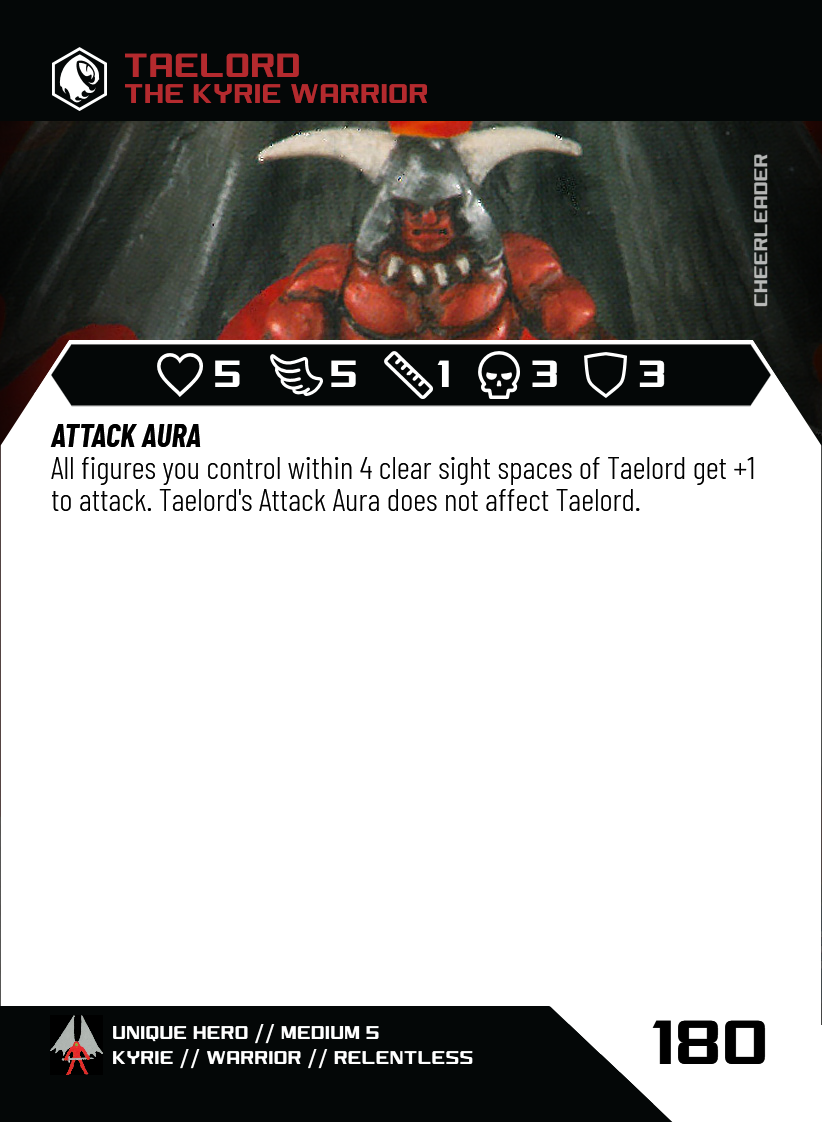 TAELORD
THE KYRIE WARRIOR
CHEERLEADER
5 5 1 3 3
ATTACK AURA
All figures you control within 4 clear sight spaces of Taelord get +1
to attack. Taelord's Attack Aura does not affect Taelord.
UNIQUE HERO // MEDIUM 5
KYRIE // WARRIOR // RELENTLESS
180